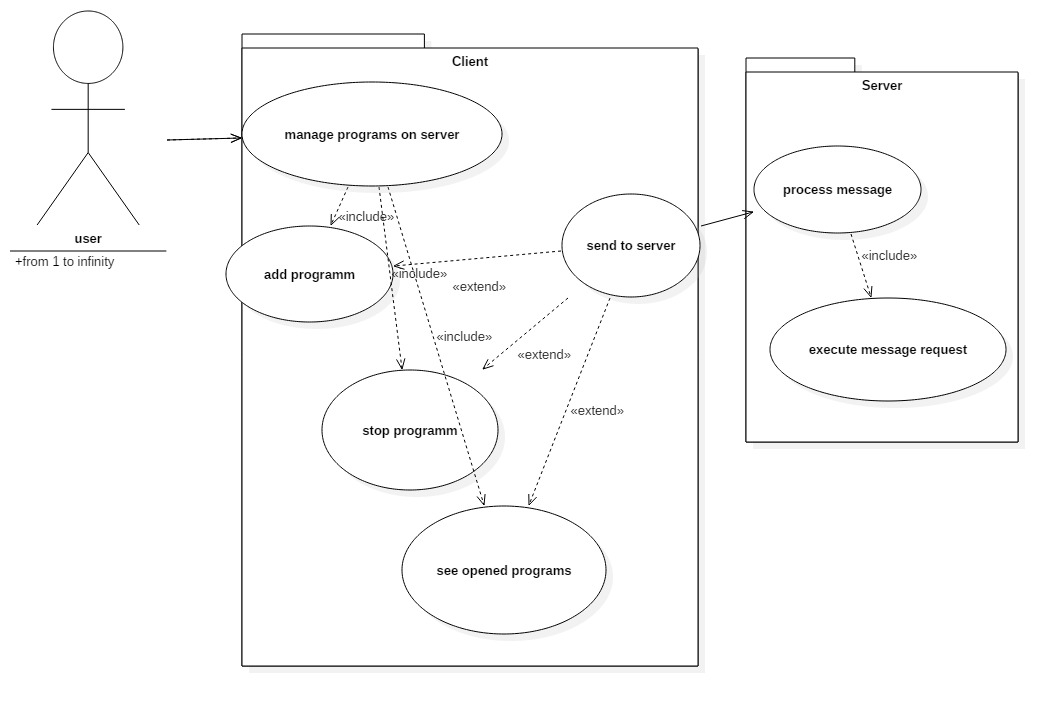 Client
Server
manage programs on server
process message
«include»
user
send to server
«include»
+from 1 to infinity
add programm
«include»
«extend»
«include»
execute message request
«extend»
«extend»
stop programm
see opened programs